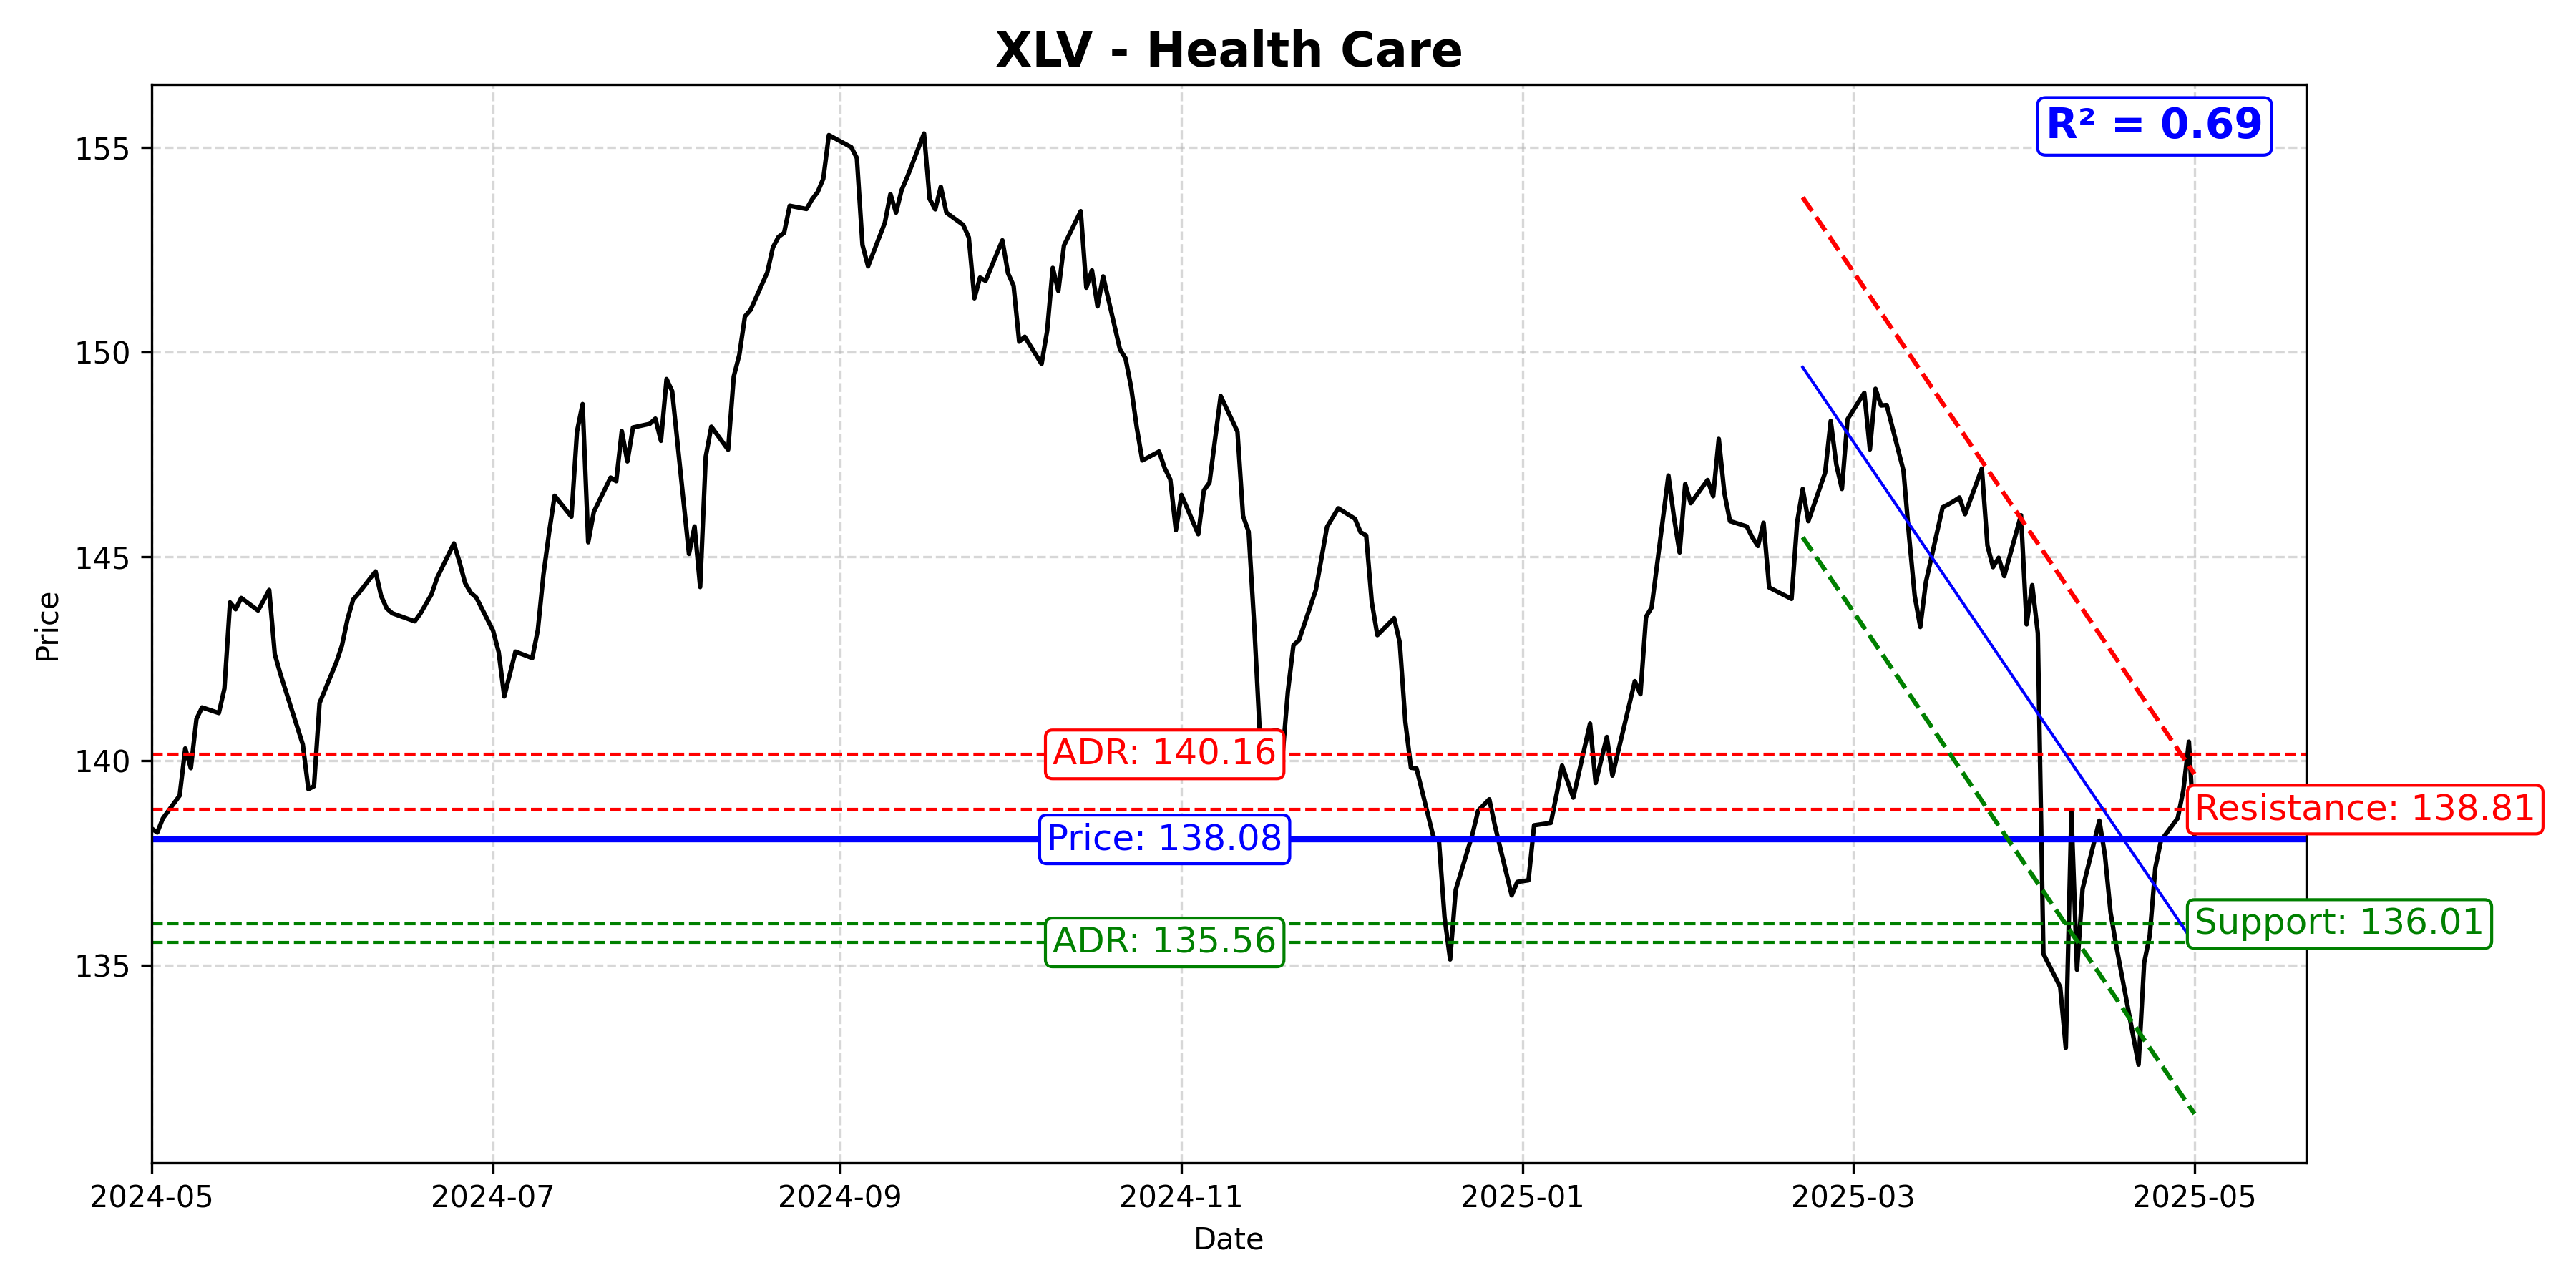 XLV - Health Care
R² = 0.69
155
150
145
140
135
Price
ADR: 140.16
Resistance: 138.81
Price: 138.08
Support: 136.01
ADR: 135.56
2024-05
2024-07
2024-09
2024-11
2025-01
2025-03
2025-05
Date